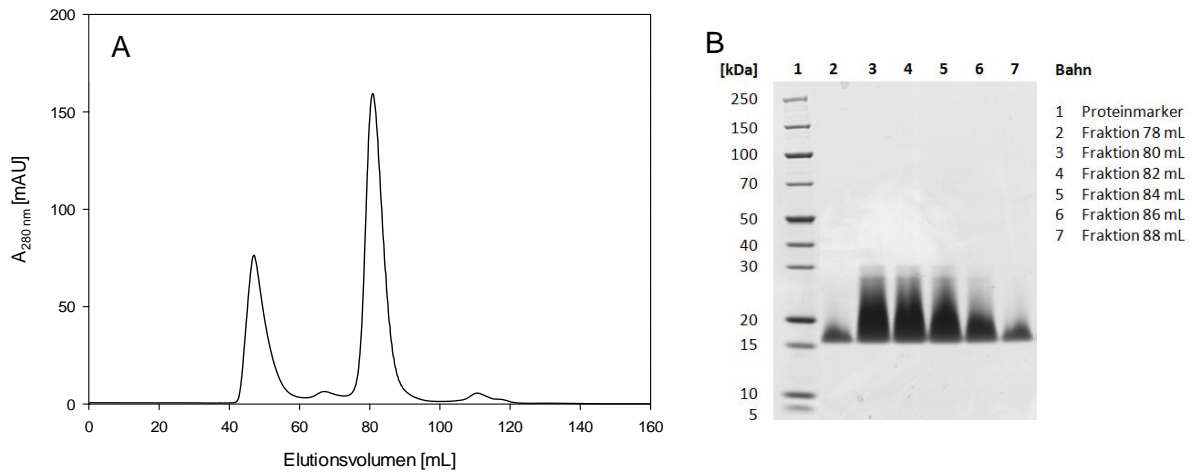 A
200
150
100
50
0
A280 nm [mAU]
0 20 40 60 80 100 120 140 160
Elutionsvolumen [mL]
B
[kDa] 1 2 3 4 5 6 7 Bahn
250
150
100
70
50
40
30
20
15
10
5
1 Proteinmarker
2 Fraktion 78 mL
3 Fraktion 80 mL
4 Fraktion 82 mL
5 Fraktion 84 mL
6 Fraktion 86 mL
7 Fraktion 88 mL